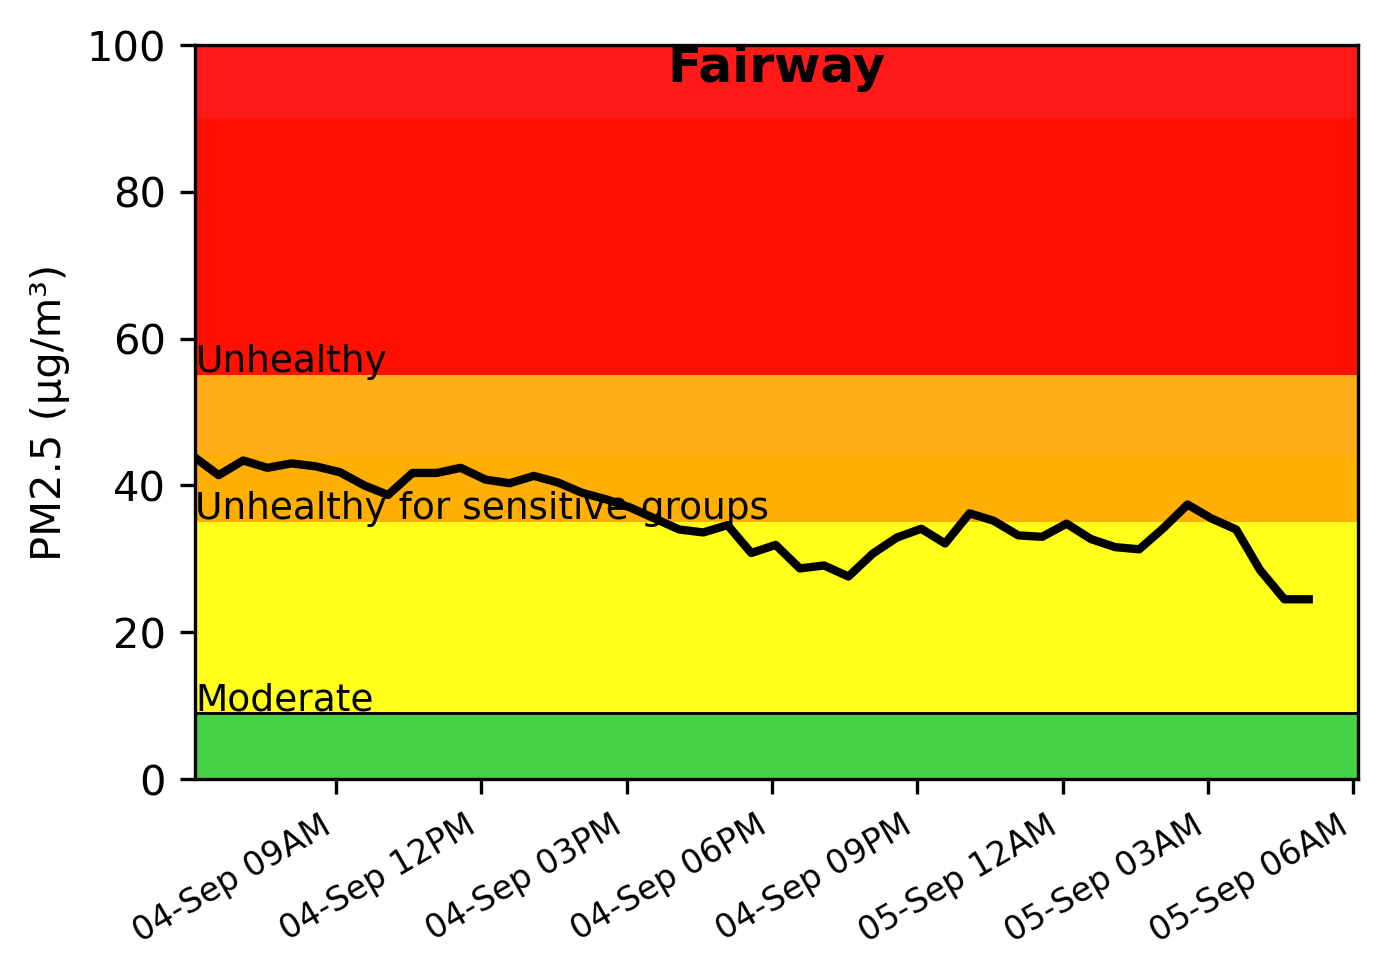 Fairway
100
80
60
40
20
0
PM2.5 (µg/m³)
Unhealthy
Unhealthy for sensitive groups
Moderate
04-Sep 09AM
04-Sep 12PM
04-Sep 03PM
04-Sep 06PM
04-Sep 09PM
05-Sep 12AM
05-Sep 03AM
05-Sep 06AM